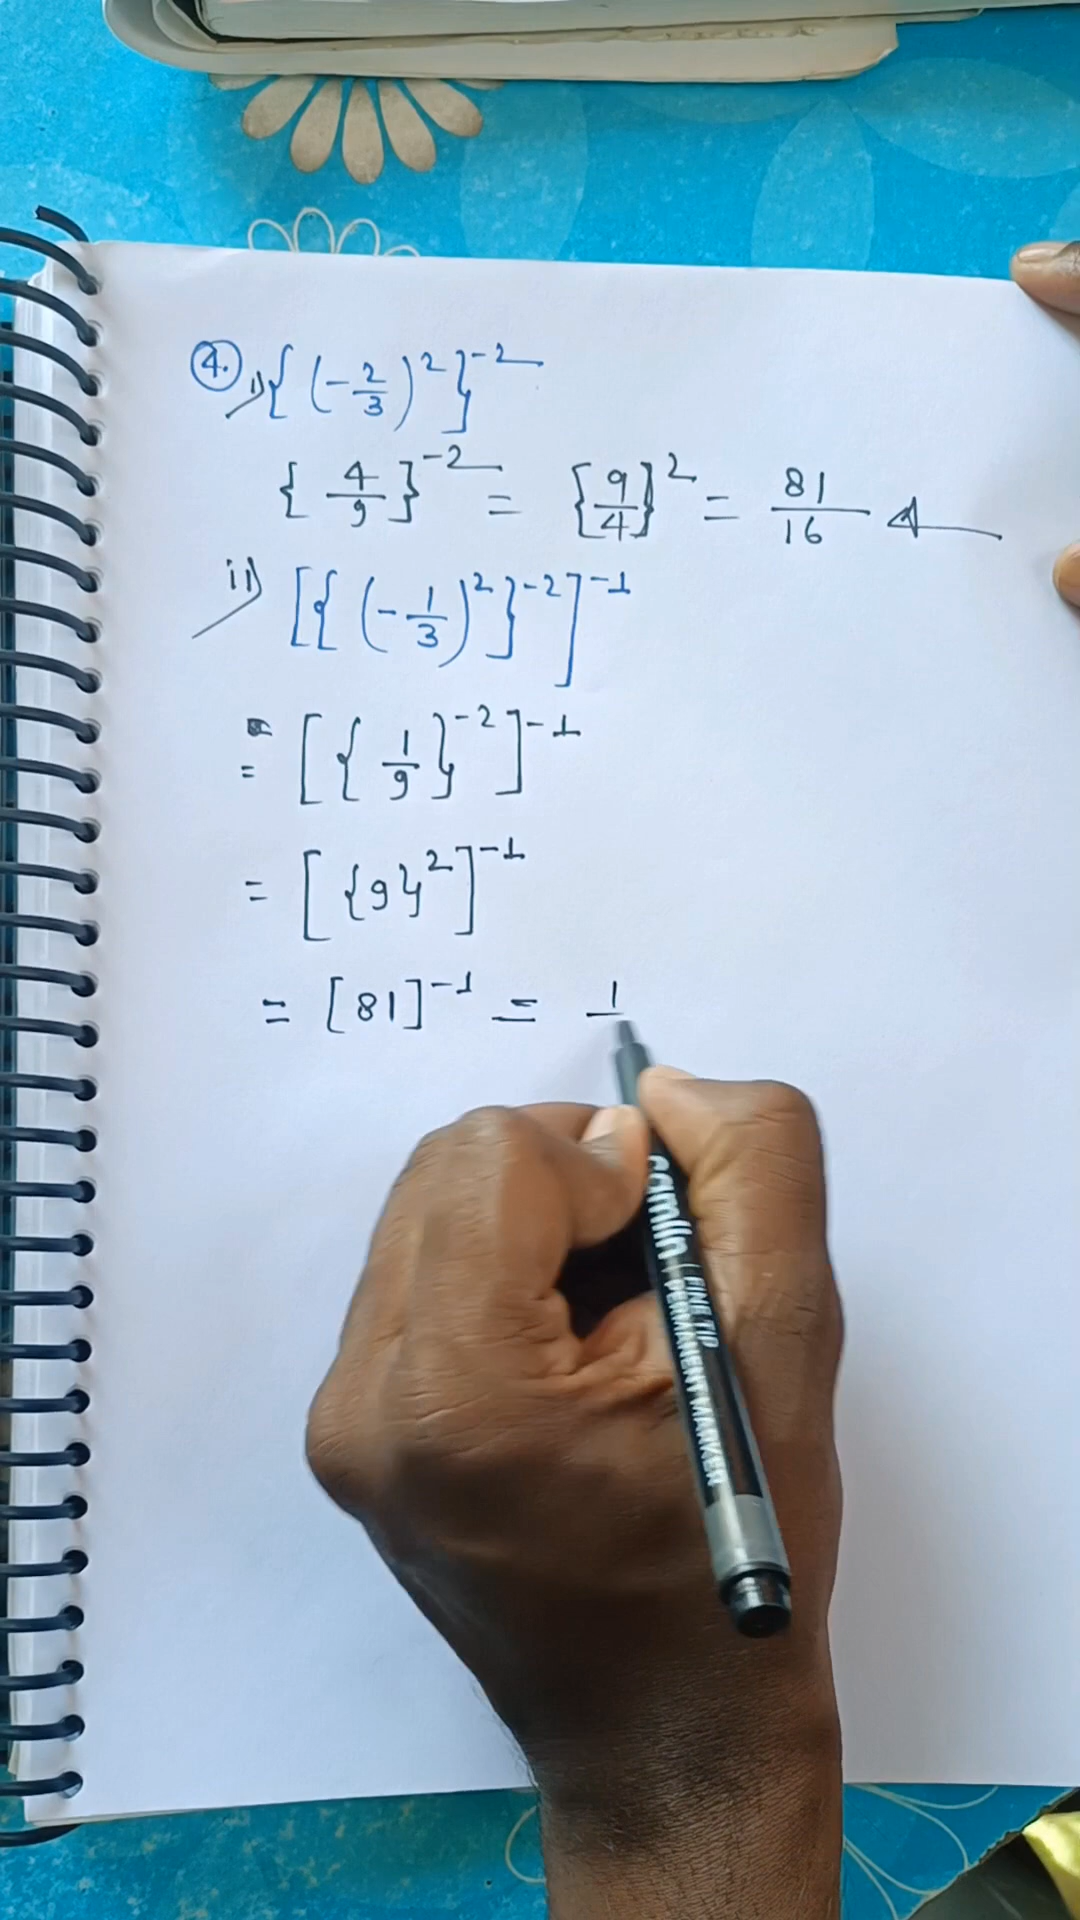 4. i) {(-2/3)²}⁻²
{4/9}⁻² = {9/4}² = 81/16
ii) [{(-1/3)²}⁻²]⁻¹
= [{1/9}⁻²]⁻¹
= [{9}²]⁻¹
= [81]⁻¹ = 1/
camlin FINE TIP
PERMANENT MARKER